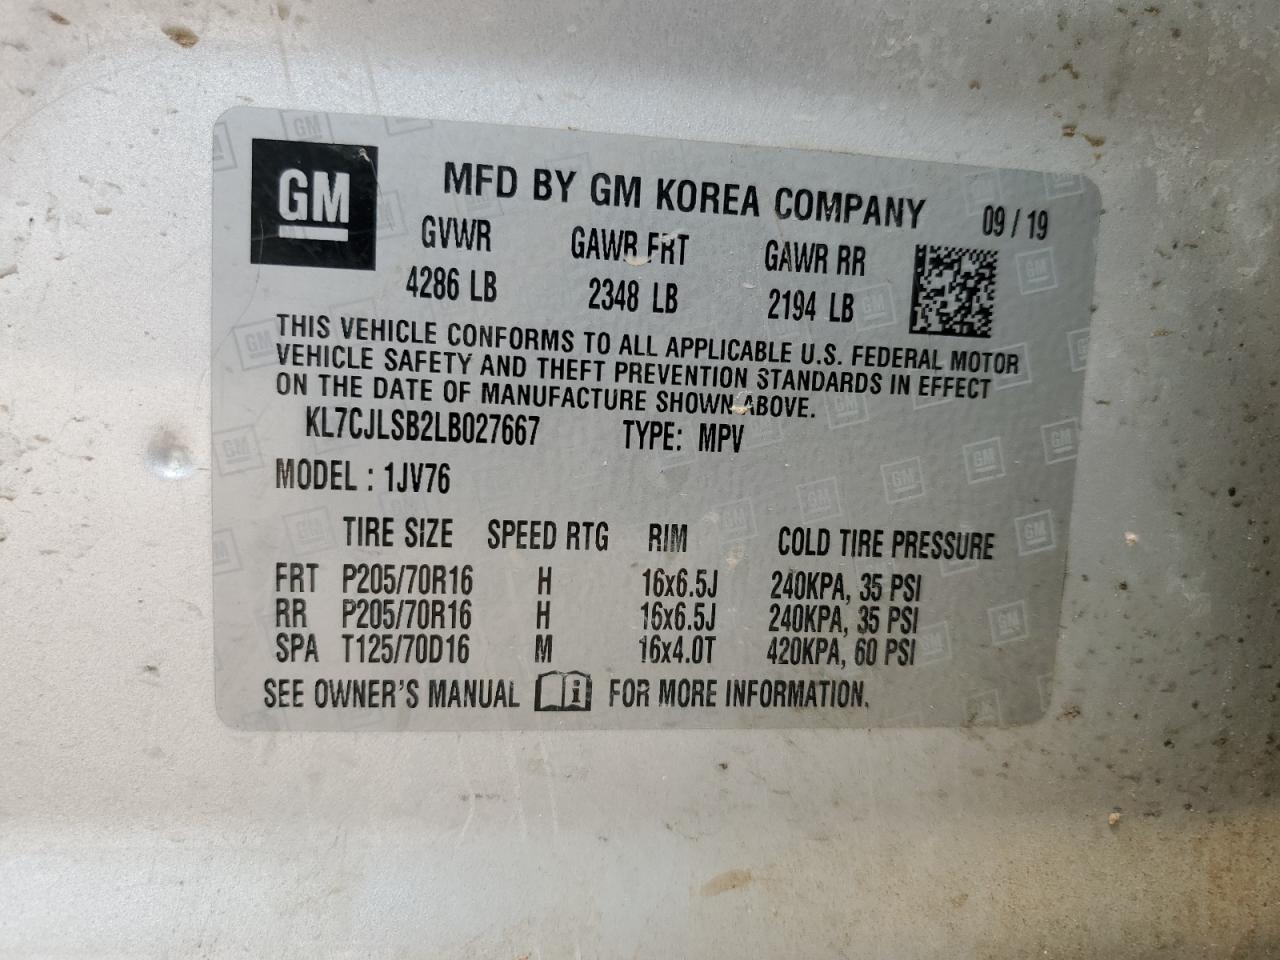 GM
MFD BY GM KOREA COMPANY 09 / 19
GVWR GAWR FRT GAWR RR
4286 LB 2348 LB 2194 LB
THIS VEHICLE CONFORMS TO ALL APPLICABLE U.S. FEDERAL MOTOR
VEHICLE SAFETY AND THEFT PREVENTION STANDARDS IN EFFECT
ON THE DATE OF MANUFACTURE SHOWN ABOVE.
KL7CJLSB2LB027667 TYPE: MPV
MODEL : 1JV76
TIRE SIZE SPEED RTG RIM COLD TIRE PRESSURE
FRT P205/70R16 H 16x6.5J 240KPA, 35 PSI
RR P205/70R16 H 16x6.5J 240KPA, 35 PSI
SPA T125/70D16 M 16x4.0T 420KPA, 60 PSI
SEE OWNER'S MANUAL i FOR MORE INFORMATION.